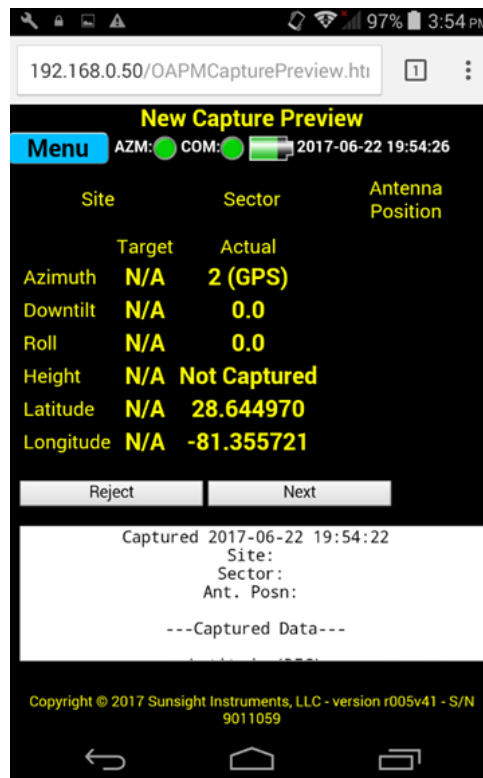 97% 3:54 PM
192.168.0.50/OAPMCapturePreview.htm 1
New Capture Preview
Menu AZM: COM: 2017-06-22 19:54:26
Site Sector Antenna Position
Target Actual
Azimuth N/A 2 (GPS)
Downtilt N/A 0.0
Roll N/A 0.0
Height N/A Not Captured
Latitude N/A 28.644970
Longitude N/A -81.355721
Reject Next
Captured 2017-06-22 19:54:22
Site:
Sector:
Ant. Posn:
---Captured Data---
Copyright © 2017 Sunsight Instruments, LLC - version r005v41 - S/N
9011059